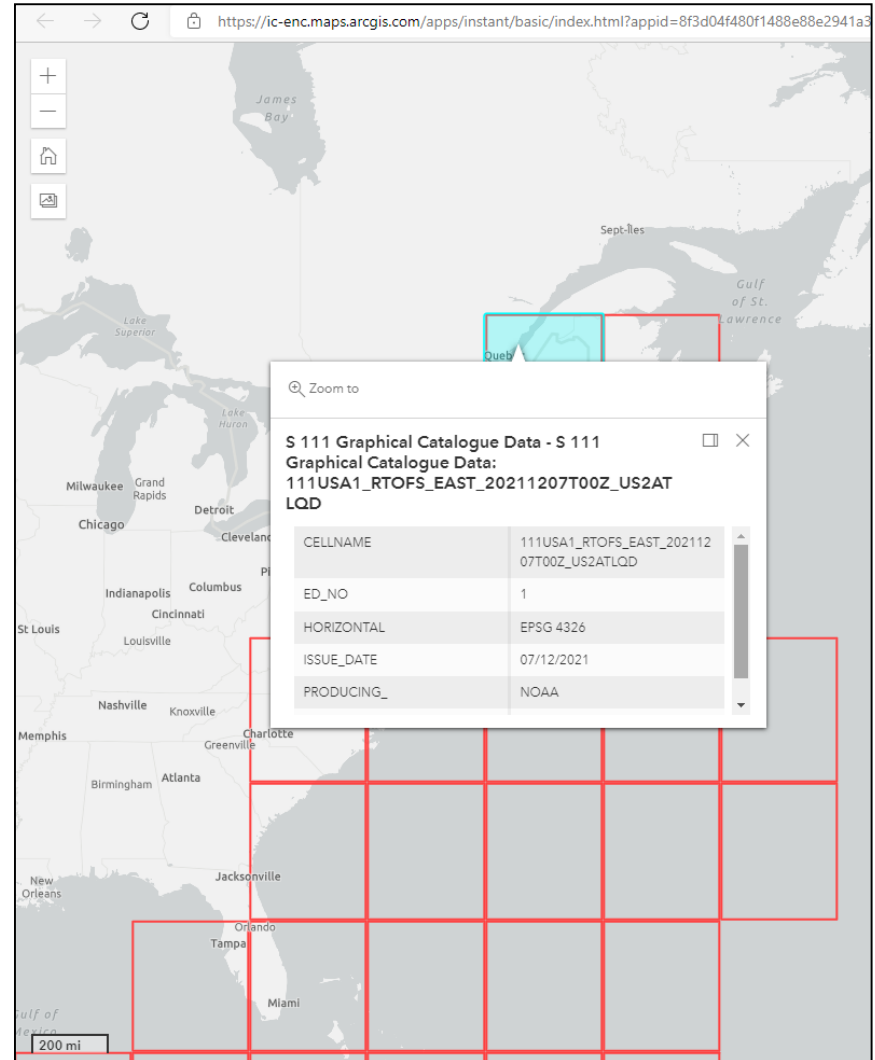 https://ic-enc.maps.arcgis.com/apps/instant/basic/index.html?appid=8f3d04f480f1488e88e2941a3
James
Bay
Sept-Îles
Gulf
of St.
Lawrence
Lake
Superior
Zoom to
Lake
Huron
S 111 Graphical Catalogue Data - S 111
Graphical Catalogue Data:
111USA1_RTOFS_EAST_20211207T00Z_US2AT
LQD
Milwaukee
Grand
Rapids
Detroit
Chicago
CELLNAME
111USA1_RTOFS_EAST_202112
07T00Z_US2ATLQD
ED_NO
1
Indianapolis
Columbus
Cincinnati
HORIZONTAL
EPSG 4326
St Louis
Louisville
ISSUE_DATE
07/12/2021
PRODUCING_
NOAA
Nashville
Knoxville
Memphis
Charlotte
Greenville
Birmingham
Atlanta
New
Orleans
Jacksonville
Orlando
Tampa
Miami
Gulf of
Mexico
200 mi